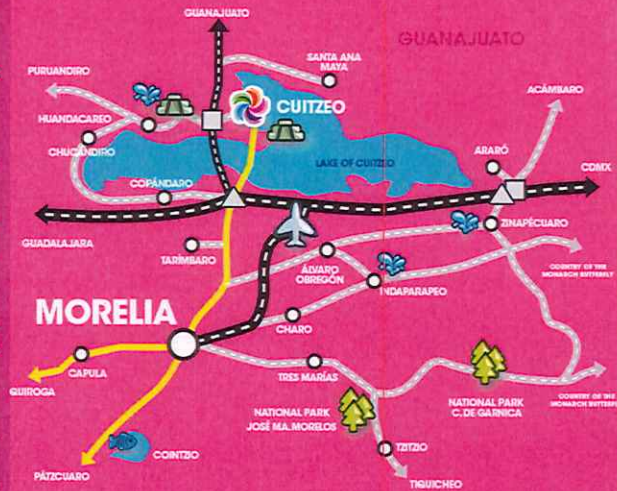 GUANAJUATO
GUANAJUATO
SANTA ANA
MAYA
PURUANDIRO
ACÁMBARO
HUANDACAREO
CUITZEO
CHUCÁNDIRO
LAKE OF CUITZEO
ARARÓ
CDMX
COPÁNDARO
ZINAPÉCUARO
GUADALAJARA
TARÍMBARO
ÁLVARO
OBREGÓN
INDAPARAPEO
COUNTRY OF THE
MONARCH BUTTERFLY
MORELIA
CHARO
CAPULA
TRES MARÍAS
QUIROGA
NATIONAL PARK
JOSÉ MA. MORELOS
NATIONAL PARK
C. DE GARNICA
COUNTRY OF THE
MONARCH BUTTERFLY
COINTZIO
TZITZIO
PÁTZCUARO
TIQUICHEO